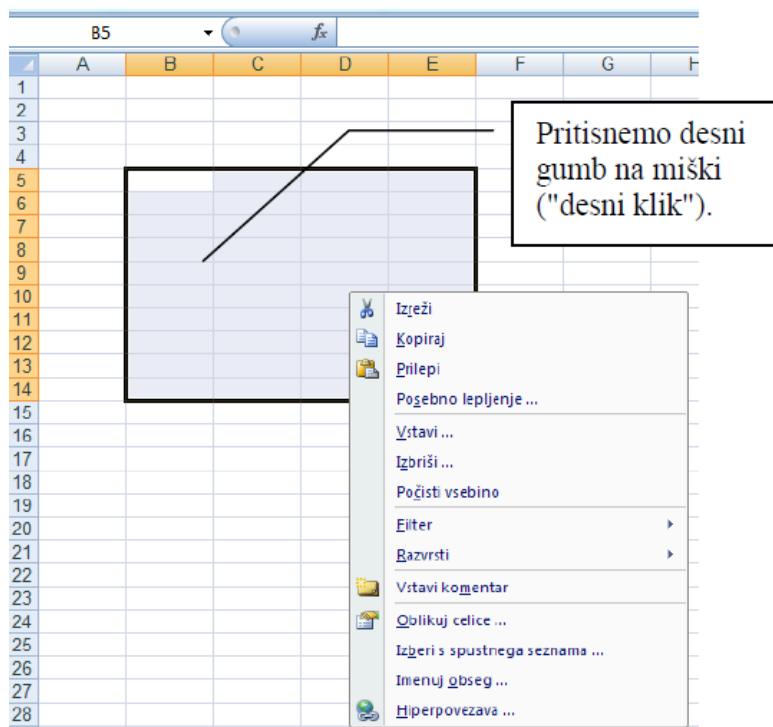 B5
fx
A B C D E F G H
1
2
3
4
5
6
7
8
9
10
11
12
13
14
15
16
17
18
19
20
21
22
23
24
25
26
27
28
Pritisnemo desni
gumb na miški
("desni klik").
Izreži
Kopiraj
Prilepi
Posebno lepljenje ...
Vstavi ...
Izbriši ...
Počisti vsebino
Filter
Razvrsti
Vstavi komentar
Oblikuj celice ...
Izberi s spustnega seznama ...
Imenuj obseg ...
Hiperpovezava ...